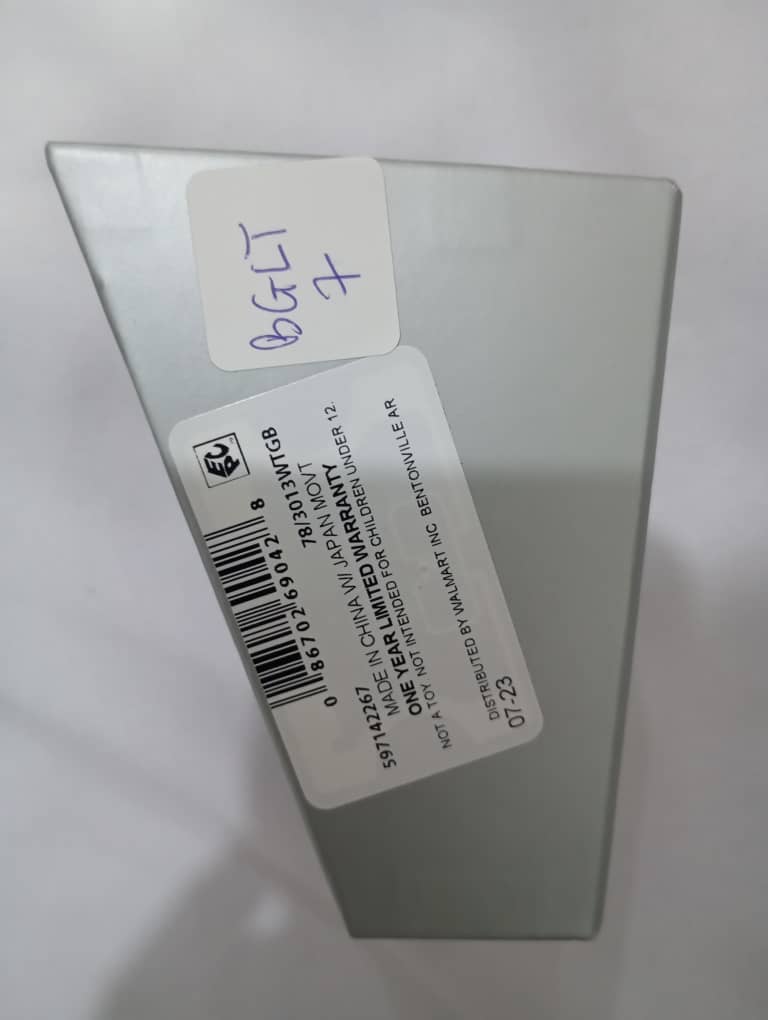 BGLT
7
EPC
0 86702 69042 8
78/3013WTGB
597142267
MADE IN CHINA W/ JAPAN MOVT
ONE YEAR LIMITED WARRANTY
NOT A TOY NOT INTENDED FOR CHILDREN UNDER 12.
DISTRIBUTED BY WALMART INC BENTONVILLE AR
07-23